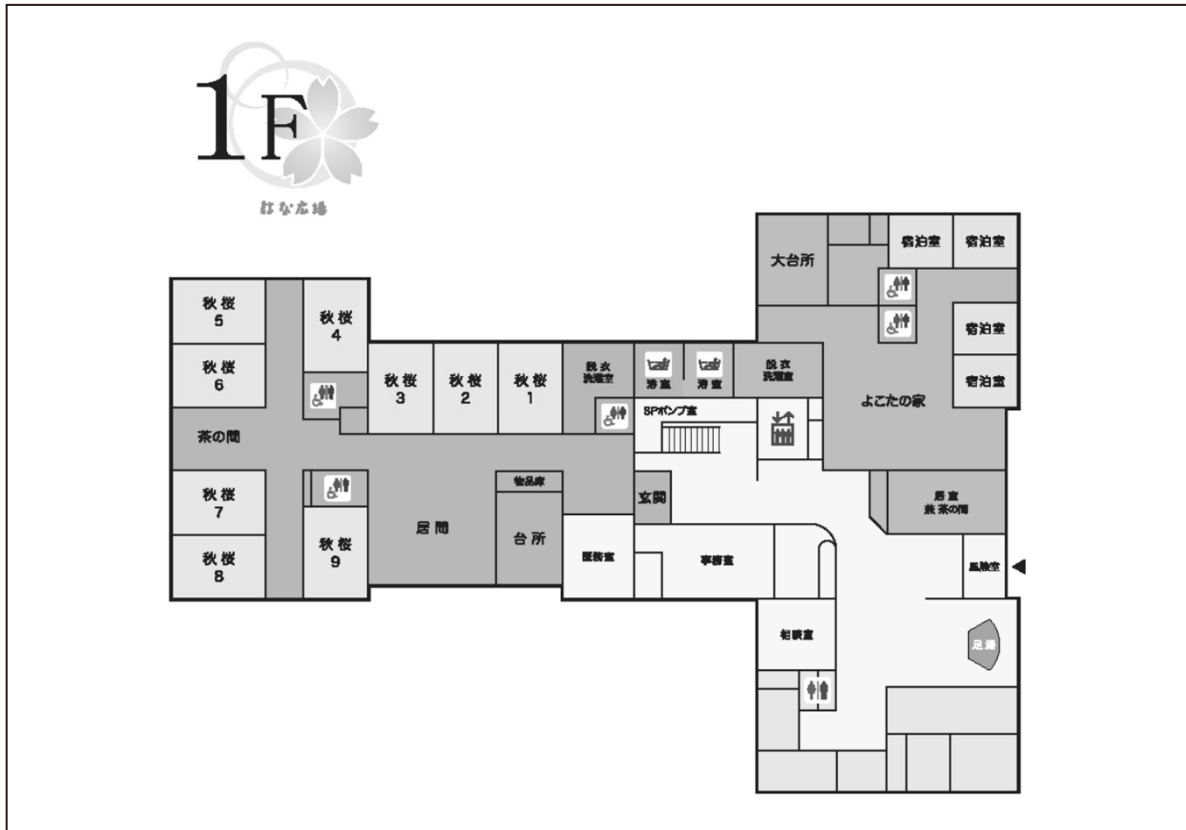 1F
はな広場
宿泊室
宿泊室
大台所
秋桜
5
秋桜
4
宿泊室
秋桜
6
秋桜
3
秋桜
2
秋桜
1
脱衣
洗濯室
浴室
浴室
脱衣
洗濯室
宿泊室
よこたの家
SPポンプ室
茶の間
秋桜
7
物品庫
玄関
居室
兼茶の間
居間
台所
秋桜
8
秋桜
9
医務室
事務室
風除室
相談室
足湯